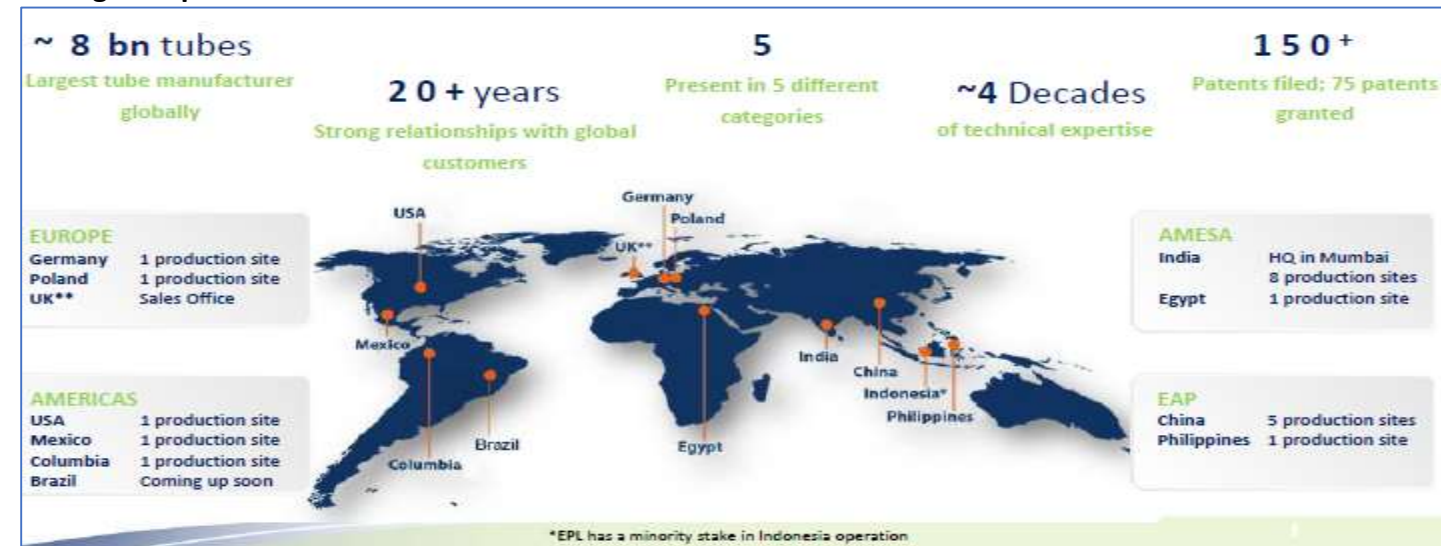 ~ 8 bn tubes
Largest tube manufacturer
globally
20+ years
Strong relationships with global
customers
5
Present in 5 different
categories
~4 Decades
of technical expertise
150+
Patents filed; 75 patents
granted
EUROPE
Germany 1 production site
Poland 1 production site
UK** Sales Office
AMERICAS
USA 1 production site
Mexico 1 production site
Columbia 1 production site
Brazil Coming up soon
USA
Mexico
Columbia
Brazil
Germany
Poland
UK**
Egypt
India
China
Indonesia*
Philippines
AMESA
India HQ in Mumbai
8 production sites
Egypt 1 production site
EAP
China 5 production sites
Philippines 1 production site
*EPL has a minority stake in Indonesia operation